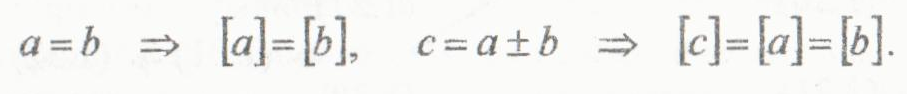 a = b ⇒ [a]=[b], c = a ± b ⇒ [c]=[a]=[b].